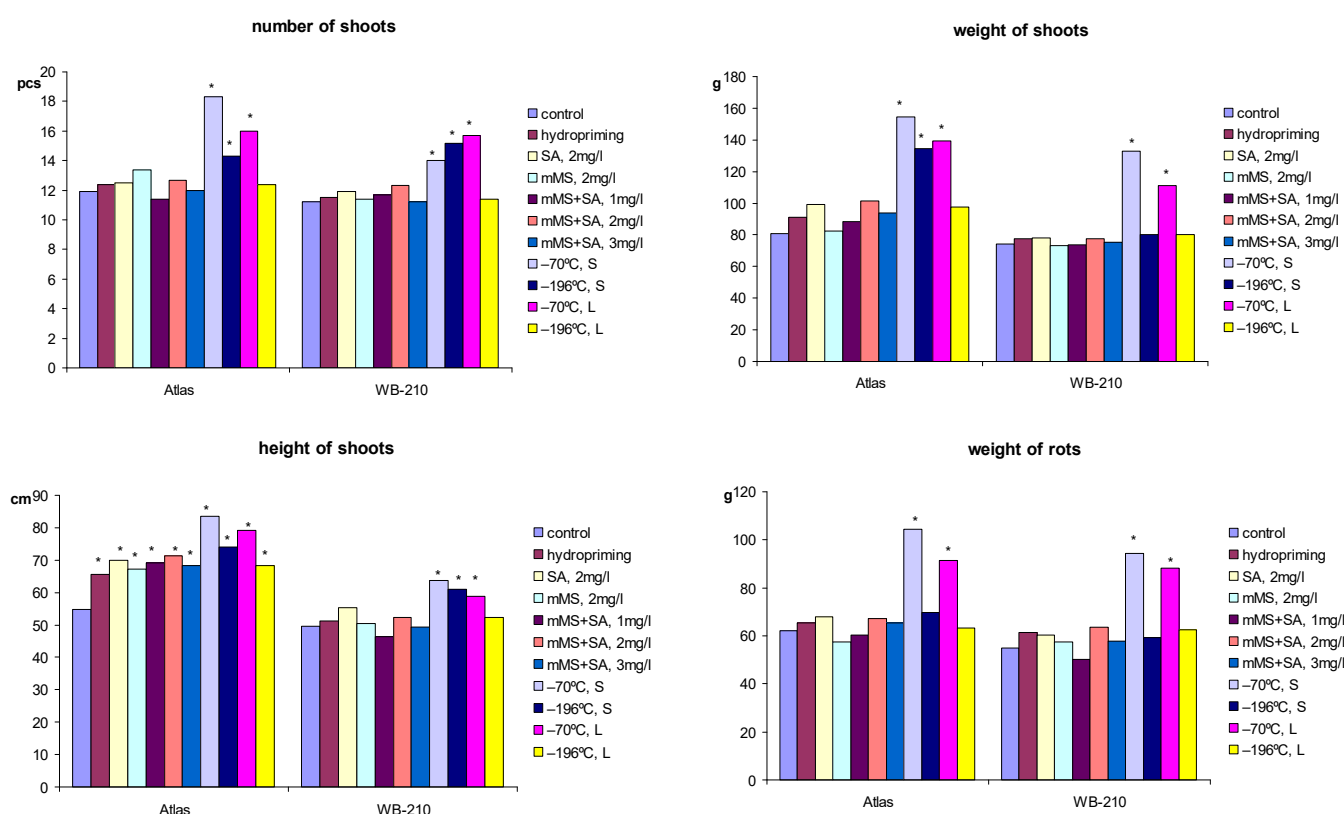 number of shoots
pcs
20
18
16
14
12
10
8
6
4
2
0
* * * * * *
Atlas WB-210
control
hydropriming
SA, 2mg/l
mMS, 2mg/l
mMS+SA, 1mg/l
mMS+SA, 2mg/l
mMS+SA, 3mg/l
–70ºC, S
–196ºC, S
–70ºC, L
–196ºC, L
weight of shoots
g
180
160
140
120
100
80
60
40
20
0
* * * * *
Atlas WB-210
control
hydropriming
SA, 2mg/l
mMS, 2mg/l
mMS+SA, 1mg/l
mMS+SA, 2mg/l
mMS+SA, 3mg/l
–70ºC, S
–196ºC, S
–70ºC, L
–196ºC, L
height of shoots
cm
90
80
70
60
50
40
30
20
10
0
* * * * * * * * * * * * *
Atlas WB-210
control
hydropriming
SA, 2mg/l
mMS, 2mg/l
mMS+SA, 1mg/l
mMS+SA, 2mg/l
mMS+SA, 3mg/l
–70ºC, S
–196ºC, S
–70ºC, L
–196ºC, L
weight of rots
g
120
100
80
60
40
20
0
* * * *
Atlas WB-210
control
hydropriming
SA, 2mg/l
mMS, 2mg/l
mMS+SA, 1mg/l
mMS+SA, 2mg/l
mMS+SA, 3mg/l
–70ºC, S
–196ºC, S
–70ºC, L
–196ºC, L